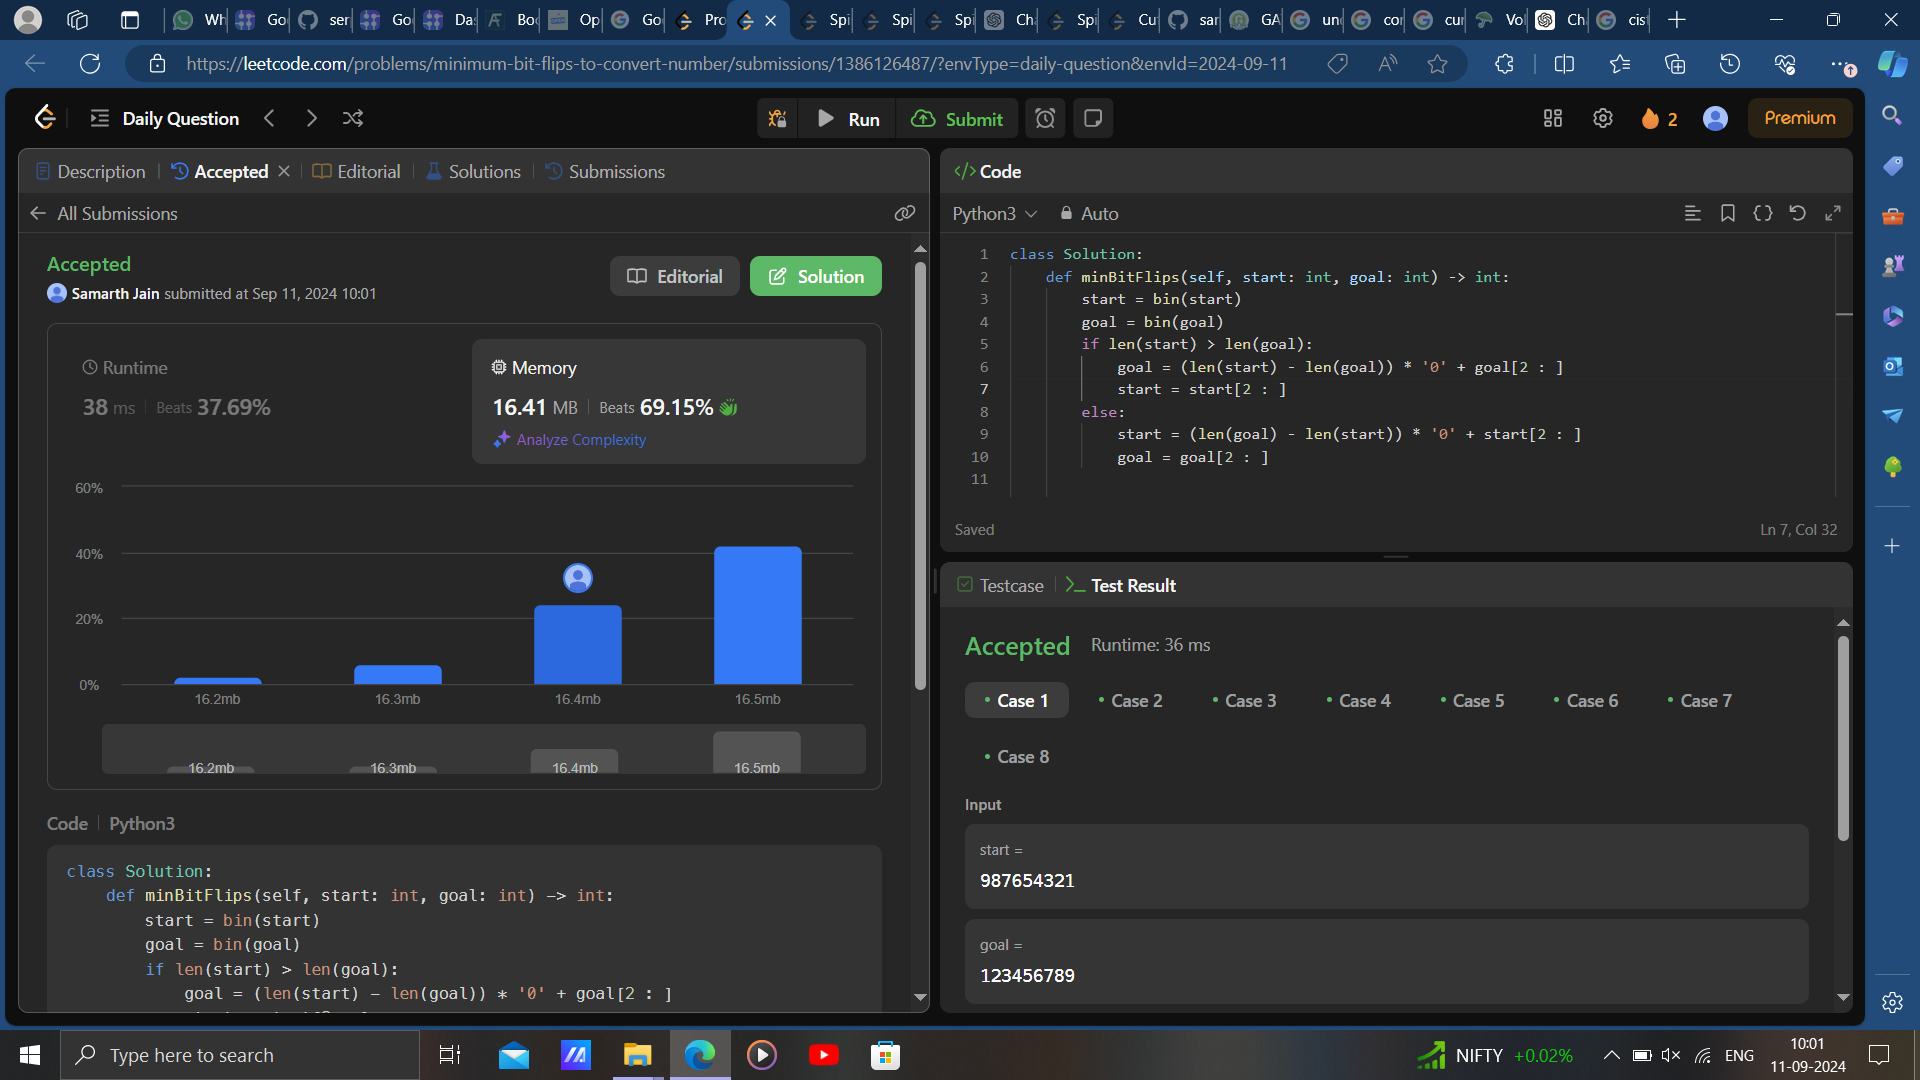 Wh Go ser Go Da Bo Op Go Pro Spi Spi Spi Ch Spi Cu sar GA un co cu Vo Ch cis
https://leetcode.com/problems/minimum-bit-flips-to-convert-number/submissions/1386126487/?envType=daily-question&envId=2024-09-11
Daily Question
Run
Submit
2
Premium
Description
Accepted
Editorial
Solutions
Submissions
All Submissions
Accepted
Samarth Jain submitted at Sep 11, 2024 10:01
Editorial
Solution
Runtime
38 ms
Beats 37.69%
Memory
16.41 MB
Beats 69.15%
Analyze Complexity
60%
40%
20%
0%
16.2mb 16.3mb 16.4mb 16.5mb
16.2mb 16.3mb 16.4mb 16.5mb
Code
Python3
class Solution:
def minBitFlips(self, start: int, goal: int) -> int:
start = bin(start)
goal = bin(goal)
if len(start) > len(goal):
goal = (len(start) - len(goal)) * '0' + goal[2 : ]
</> Code
Python3
Auto
1 class Solution:
2 def minBitFlips(self, start: int, goal: int) -> int:
3 start = bin(start)
4 goal = bin(goal)
5 if len(start) > len(goal):
6 goal = (len(start) - len(goal)) * '0' + goal[2 : ]
7 start = start[2 : ]
8 else:
9 start = (len(goal) - len(start)) * '0' + start[2 : ]
10 goal = goal[2 : ]
11
Saved
Ln 7, Col 32
Testcase
Test Result
Accepted
Runtime: 36 ms
Case 1
Case 2
Case 3
Case 4
Case 5
Case 6
Case 7
Case 8
Input
start =
987654321
goal =
123456789
Type here to search
NIFTY +0.02%
ENG
10:01
11-09-2024